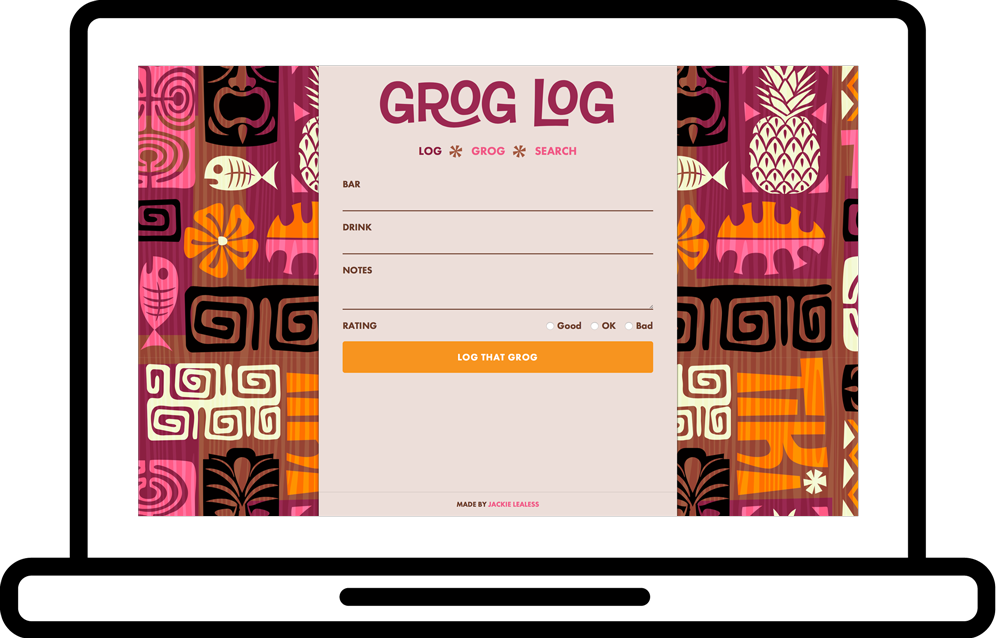 GROG LOG
LOG GROG SEARCH
BAR
DRINK
NOTES
RATING Good OK Bad
LOG THAT GROG
TIKI
MADE BY JACKIE LEALESS